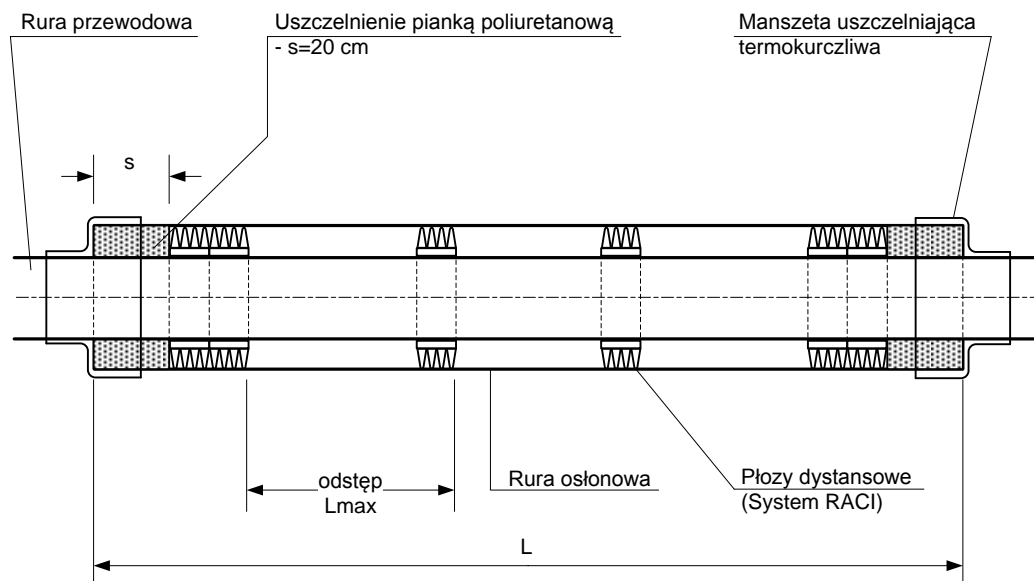 Rura przewodowa
Uszczelnienie pianką poliuretanową
- s=20 cm
Manszeta uszczelniająca
termokurczliwa
s
odstęp
Lmax
Rura osłonowa
Płozy dystansowe
(System RACI)
L